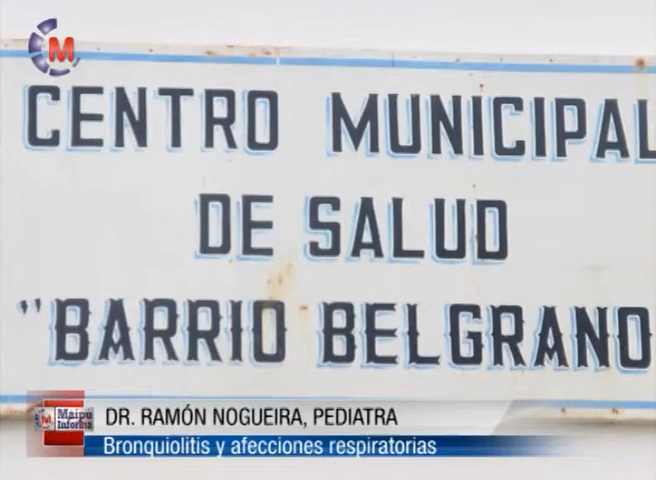 M
CENTRO MUNICIPAL
DE SALUD
"BARRIO BELGRANO
M
Maipú
Informa
DR. RAMÓN NOGUEIRA, PEDIATRA
Bronquiolitis y afecciones respiratorias